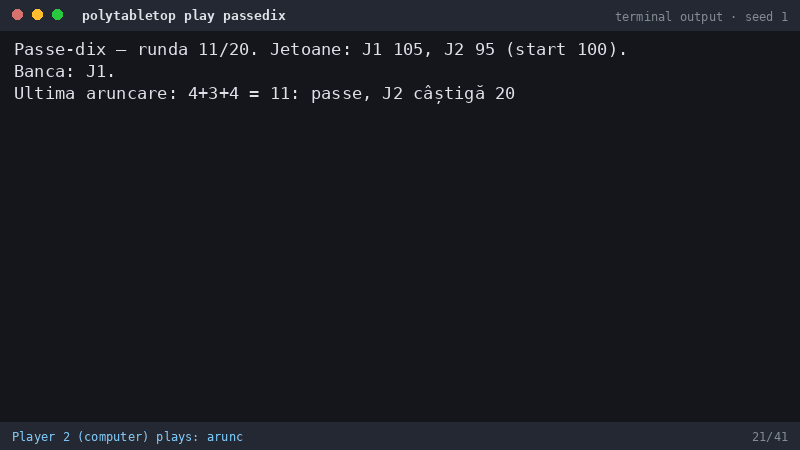 polytabletop play passedix
terminal output · seed 1
Passe-dix — runda 11/20. Jetoane: J1 105, J2 95 (start 100).
Banca: J1.
Ultima aruncare: 4+3+4 = 11: passe, J2 câștigă 20
Player 2 (computer) plays: arunc
21/41